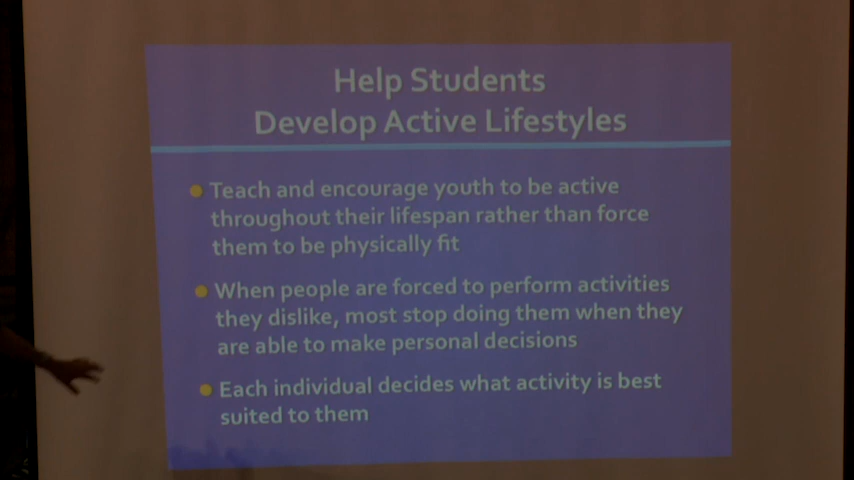 Help Students
Develop Active Lifestyles
Teach and encourage youth to be active
throughout their lifespan rather than force
them to be physically fit
When people are forced to perform activities
they dislike, most stop doing them when they
are able to make personal decisions
Each individual decides what activity is best
suited to them